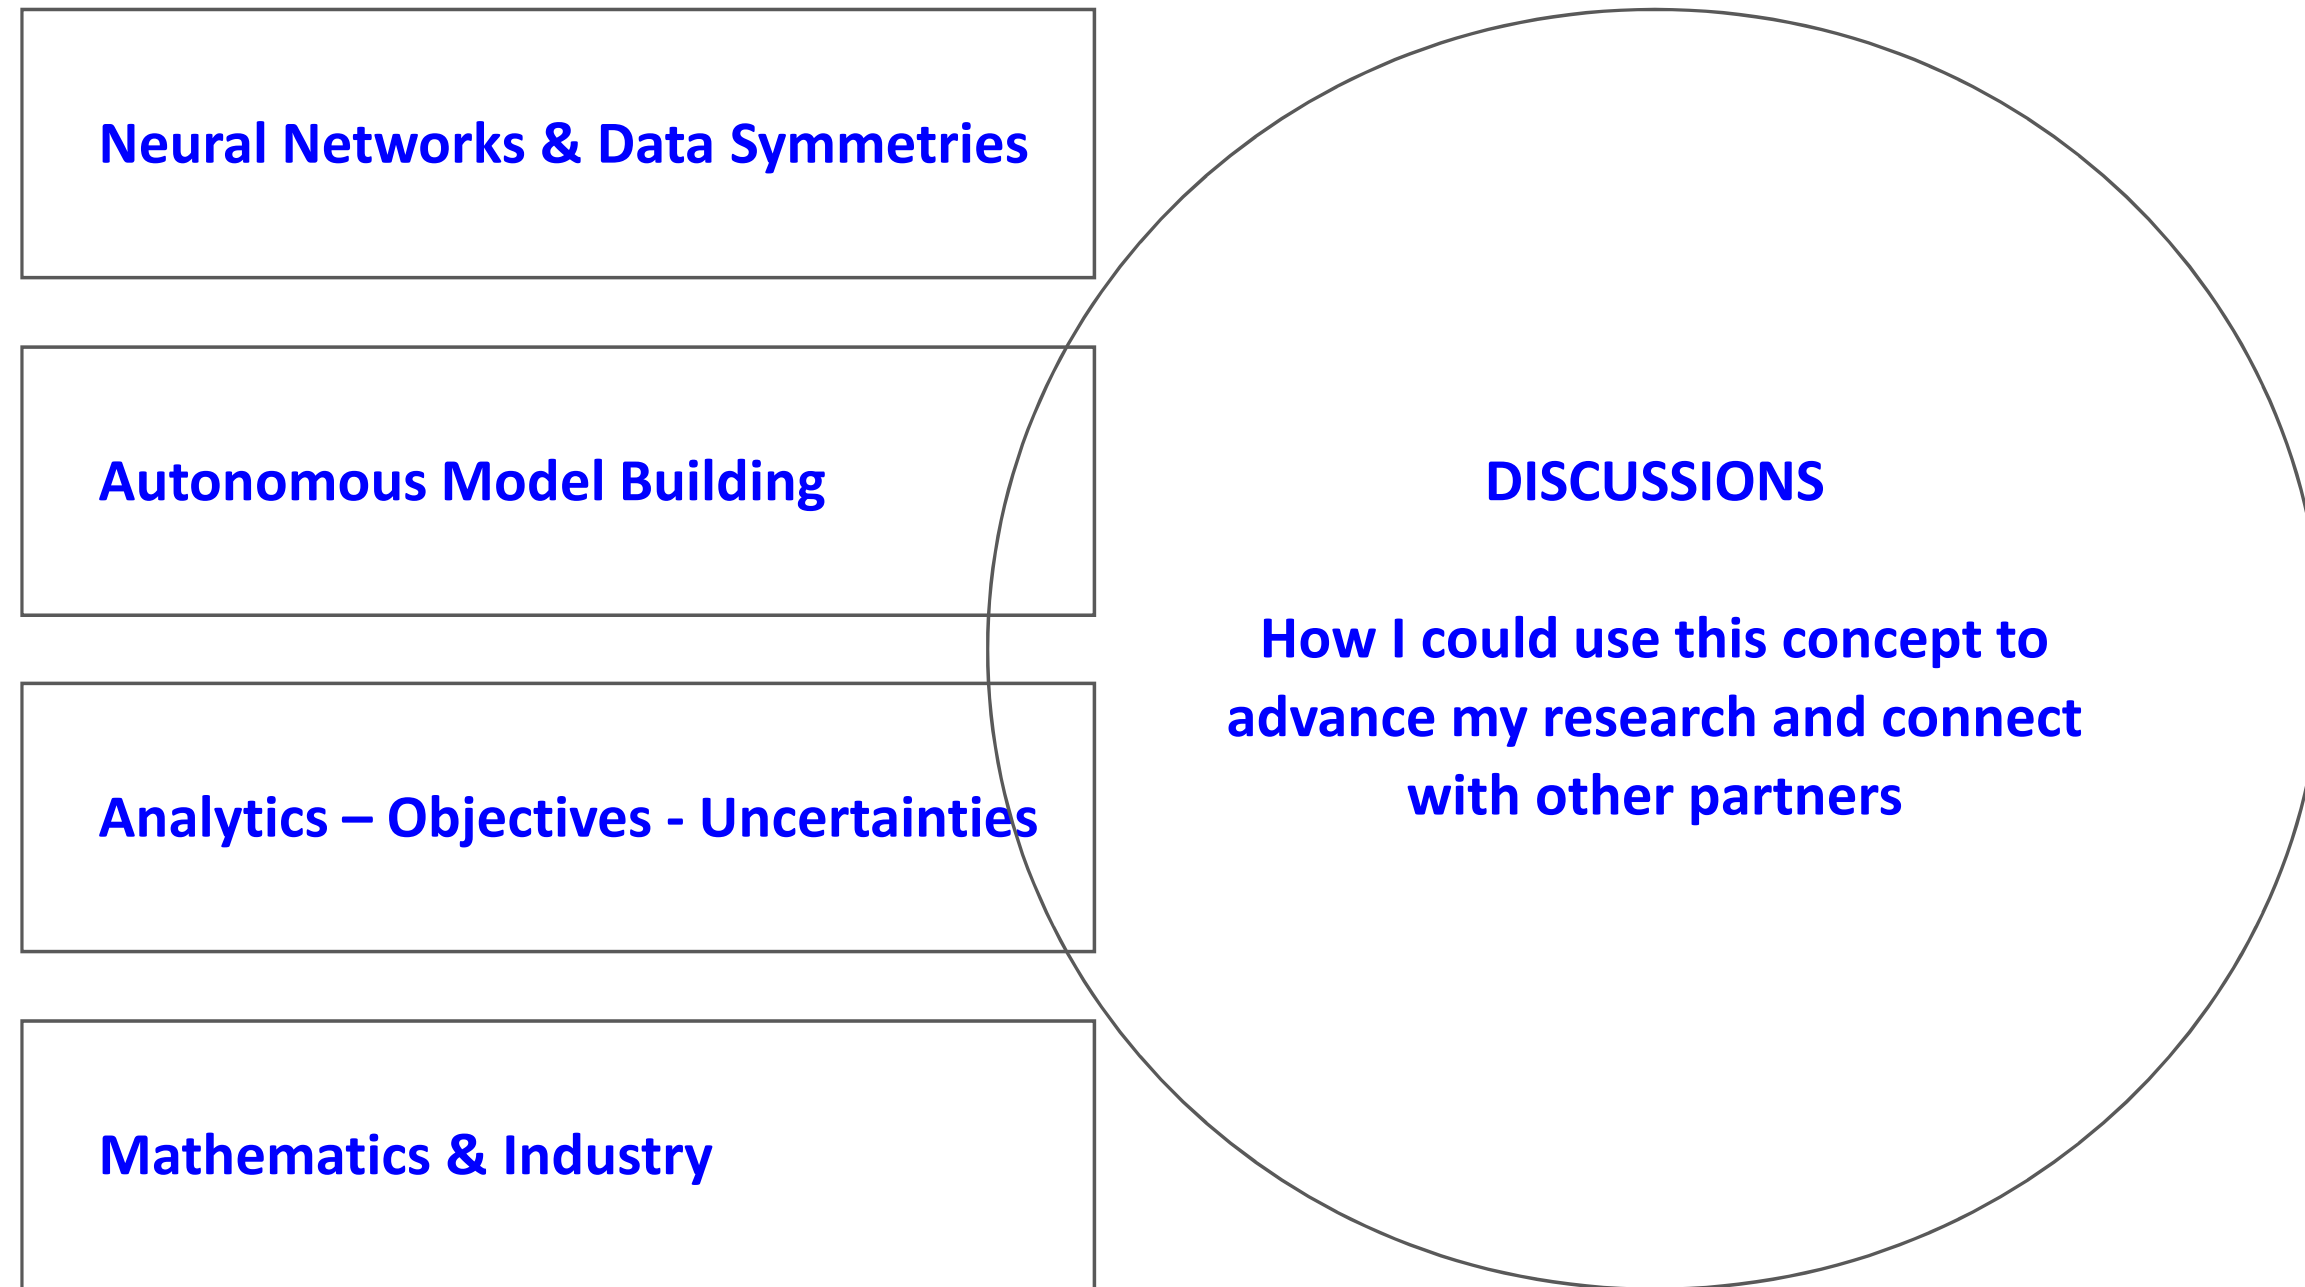 Neural Networks & Data Symmetries
Autonomous Model Building
Analytics – Objectives - Uncertainties
Mathematics & Industry
DISCUSSIONS
How I could use this concept to
advance my research and connect
with other partners